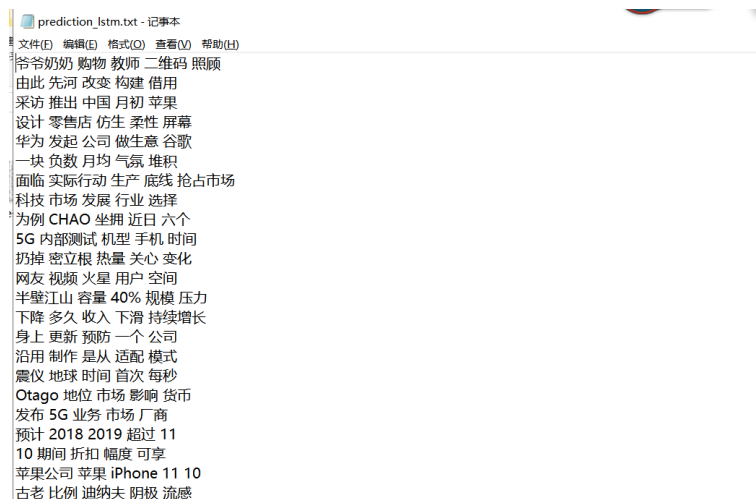 prediction_lstm.txt - 记事本
文件(F) 编辑(E) 格式(O) 查看(V) 帮助(H)
爷爷奶奶 购物 教师 二维码 照顾
由此 先河 改变 构建 借用
采访 推出 中国 月初 苹果
设计 零售店 仿生 柔性 屏幕
华为 发起 公司 做生意 谷歌
一块 负数 月均 气氛 堆积
面临 实际行动 生产 底线 抢占市场
科技 市场 发展 行业 选择
为例 CHAO 坐拥 近日 六个
5G 内部测试 机型 手机 时间
扔掉 密立根 热量 关心 变化
网友 视频 火星 用户 空间
半壁江山 容量 40% 规模 压力
下降 多久 收入 下滑 持续增长
身上 更新 预防 一个 公司
沿用 制作 是从 适配 模式
震仪 地球 时间 首次 每秒
Otago 地位 市场 影响 货币
发布 5G 业务 市场 厂商
预计 2018 2019 超过 11
10 期间 折扣 幅度 可享
苹果公司 苹果 iPhone 11 10
古老 比例 迪纳夫 阴极 流感